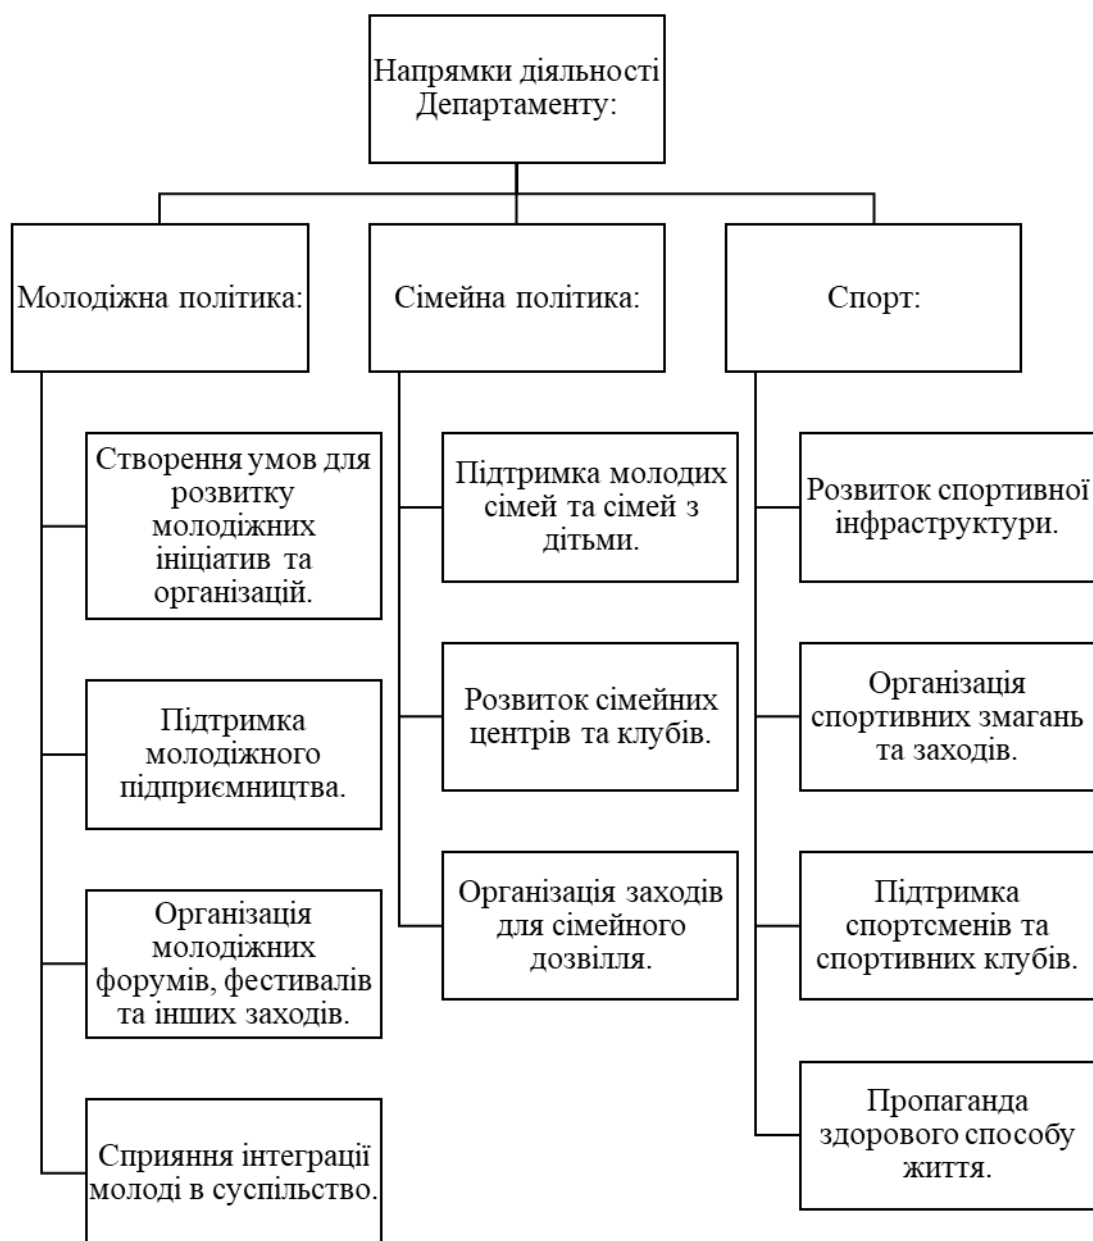 Напрямки діяльності
Департаменту:
Молодіжна політика:
Сімейна політика:
Спорт:
Створення умов для
розвитку
молодіжних
ініціатив та
організацій.
Підтримка
молодіжного
підприємництва.
Організація
молодіжних
форумів, фестивалів
та інших заходів.
Сприяння інтеграції
молоді в суспільство.
Підтримка молодих
сімей та сімей з
дітьми.
Розвиток сімейних
центрів та клубів.
Організація заходів
для сімейного
дозвілля.
Розвиток спортивної
інфраструктури.
Організація
спортивних змагань
та заходів.
Підтримка
спортсменів та
спортивних клубів.
Пропаганда
здорового способу
життя.